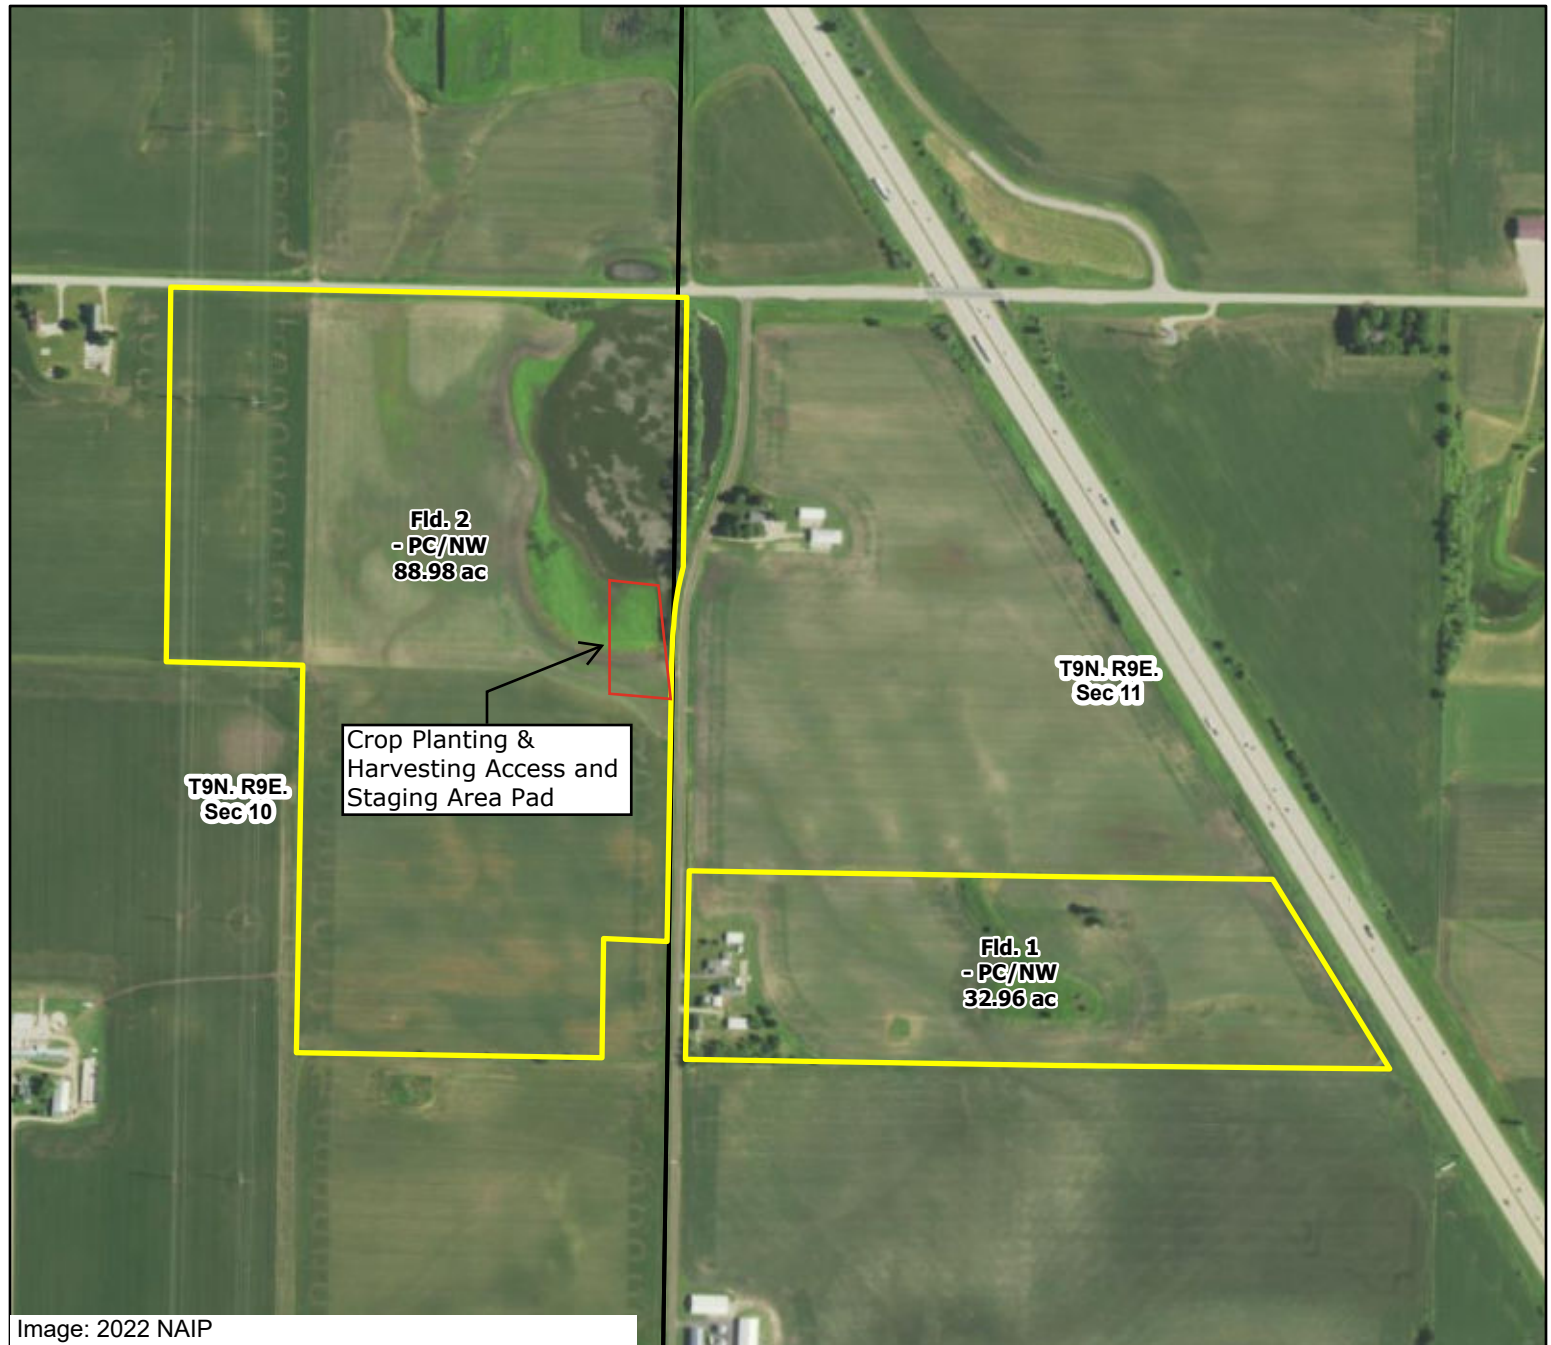 Fld. 2
- PC/NW
88.98 ac
T9N. R9E.
Sec 11
Crop Planting &
Harvesting Access and
Staging Area Pad
T9N. R9E.
Sec 10
Fld. 1
- PC/NW
32.96 ac
Image: 2022 NAIP